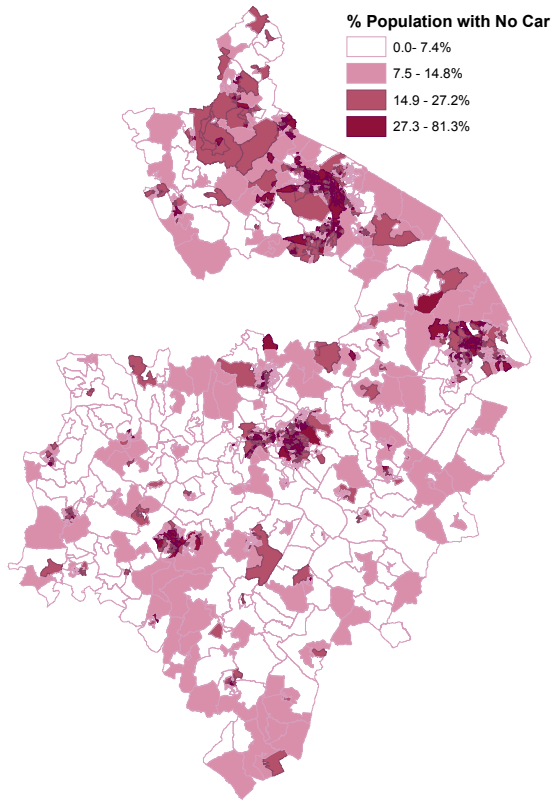 % Population with No Car
0.0- 7.4%
7.5 - 14.8%
14.9 - 27.2%
27.3 - 81.3%